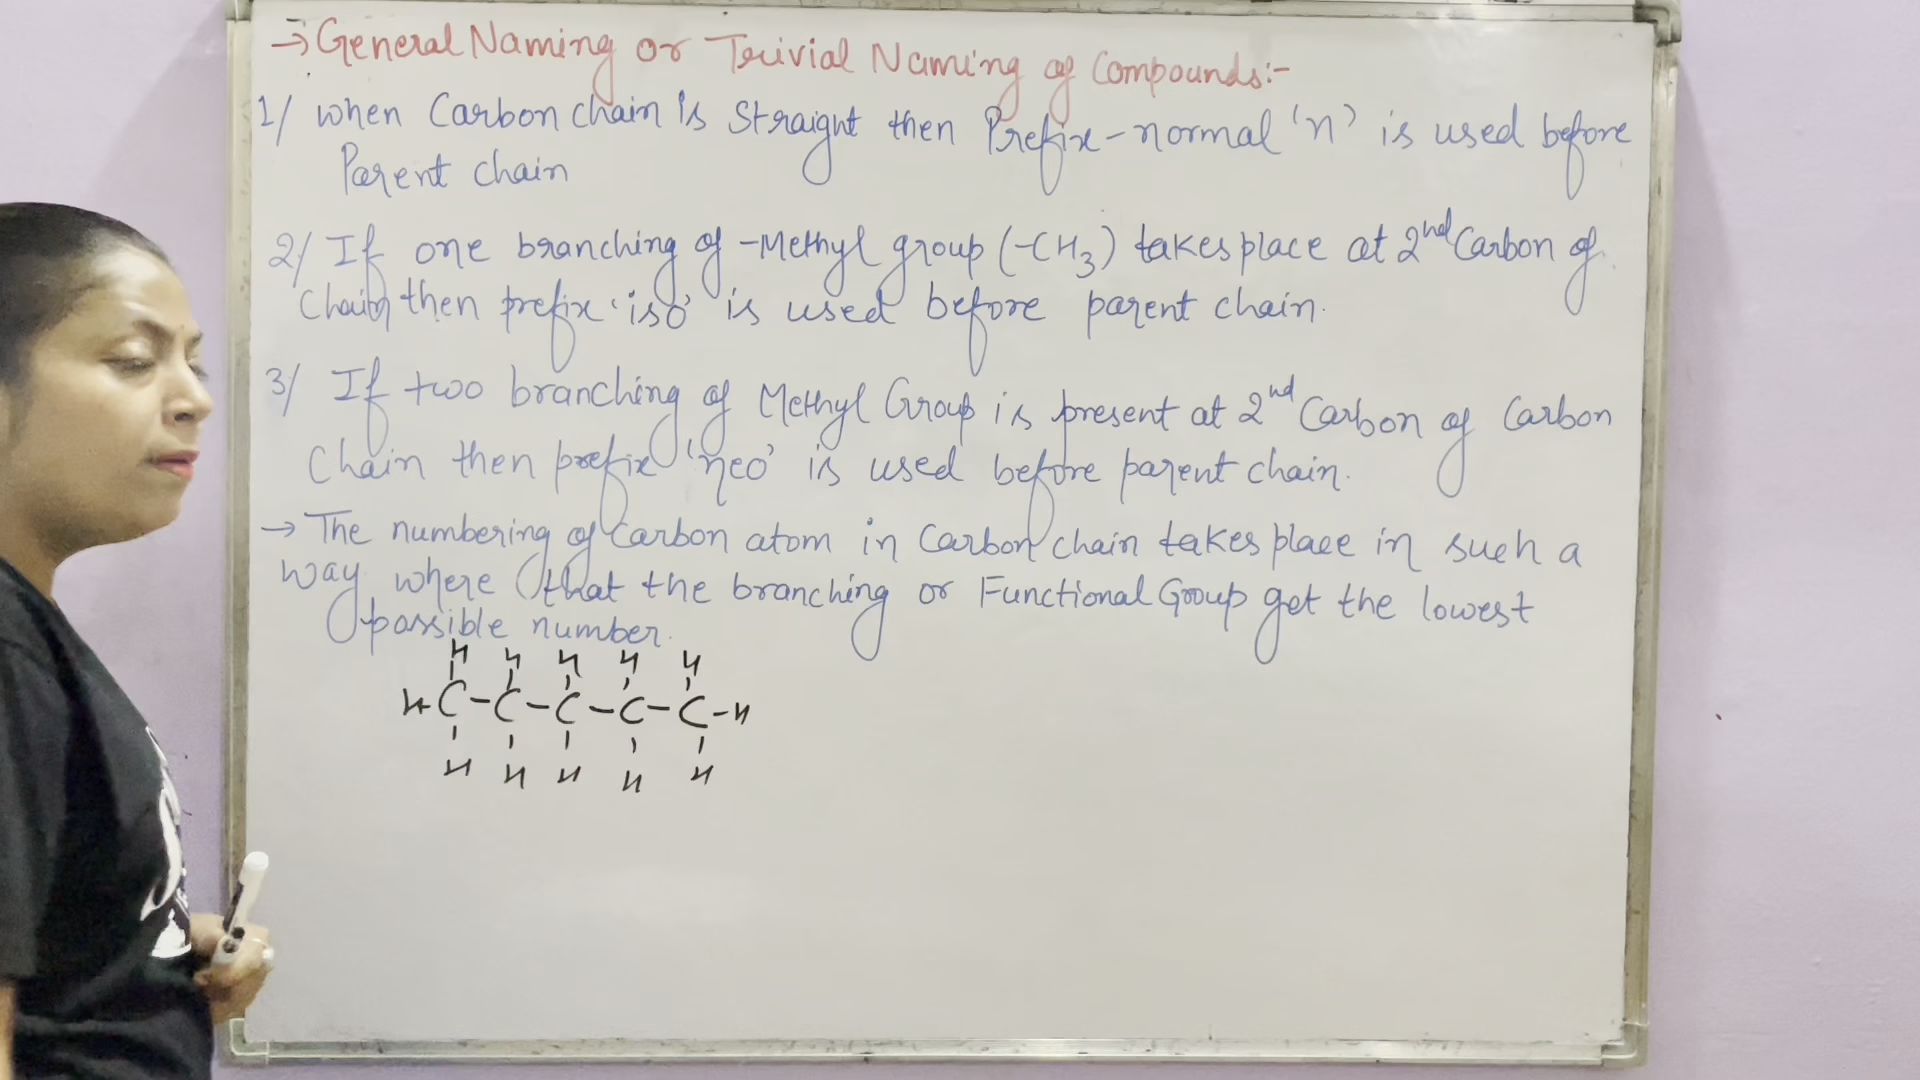 → General Naming or Trivial Naming of Compounds:-
1/ when Carbon chain is straight then Prefix-normal 'n' is used before
Parent chain
2/ If one branching of -Methyl group (-CH₃) takes place at 2nd Carbon of
Chain then prefix 'iso' is used before parent chain.
3/ If two branching of Methyl Group is present at 2nd Carbon of Carbon
Chain then prefix 'neo' is used before parent chain.
→ The numbering of Carbon atom in Carbon chain takes place in such a
way where that the branching or Functional Group get the lowest
possible number.
H H H H H
H-C-C-C-C-C-H
H H H H H